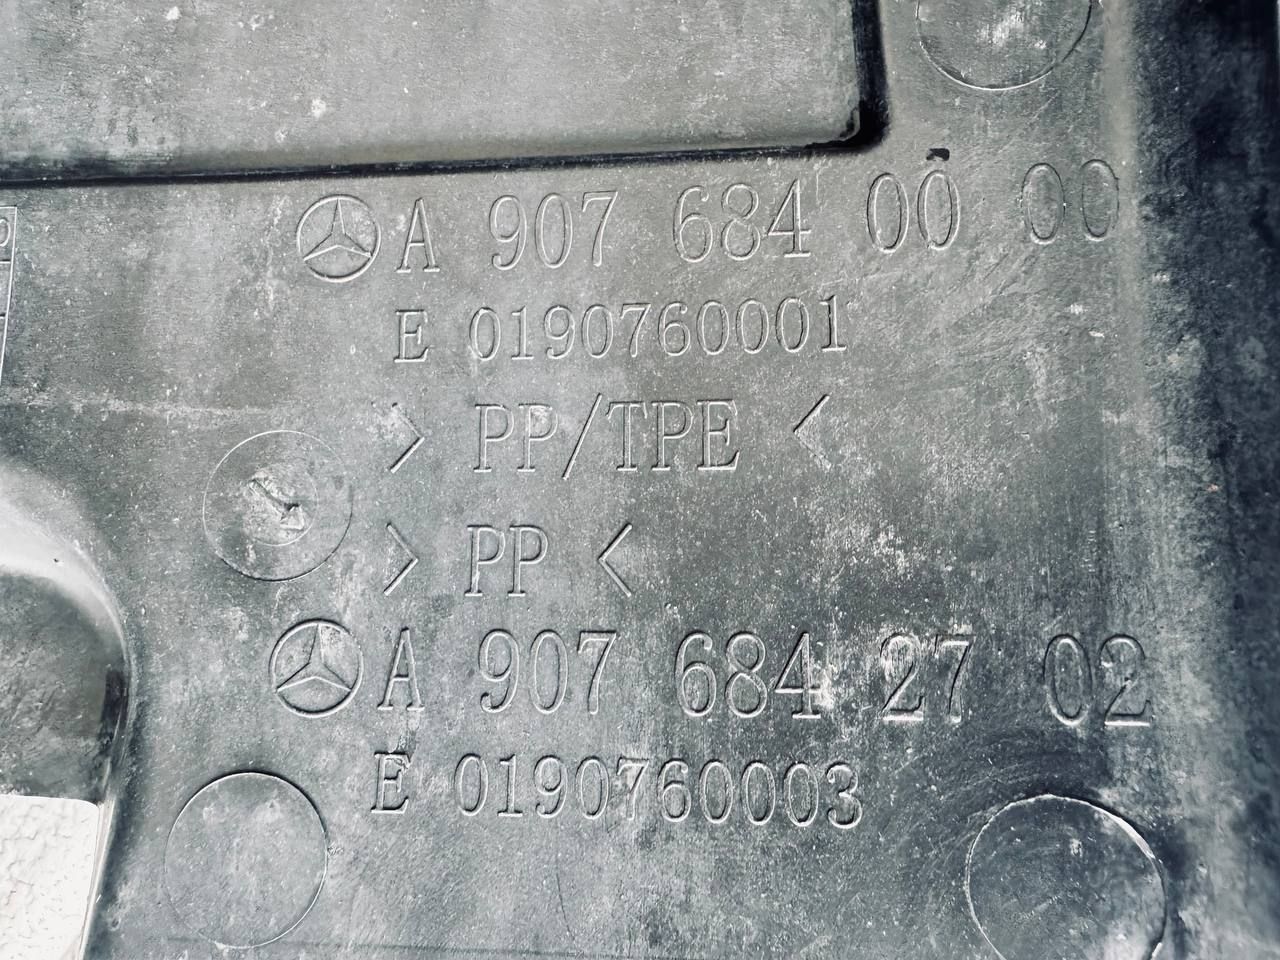 A 907 684 00 00
E 0190760001
> PP/TPE <
> PP <
A 907 684 27 02
E 0190760003